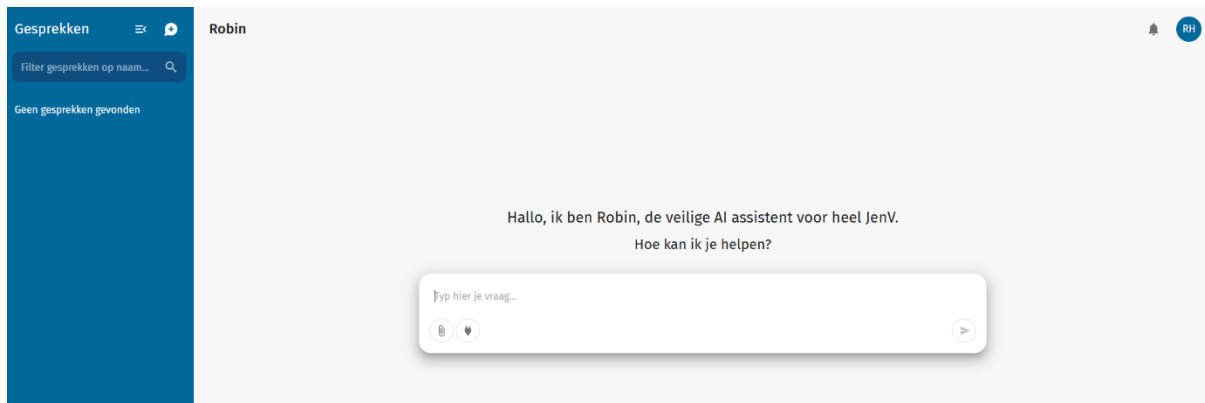 Gesprekken
Filter gesprekken op naam...
Geen gesprekken gevonden
Robin
RH
Hallo, ik ben Robin, de veilige AI assistent voor heel JenV.
Hoe kan ik je helpen?
Typ hier je vraag...